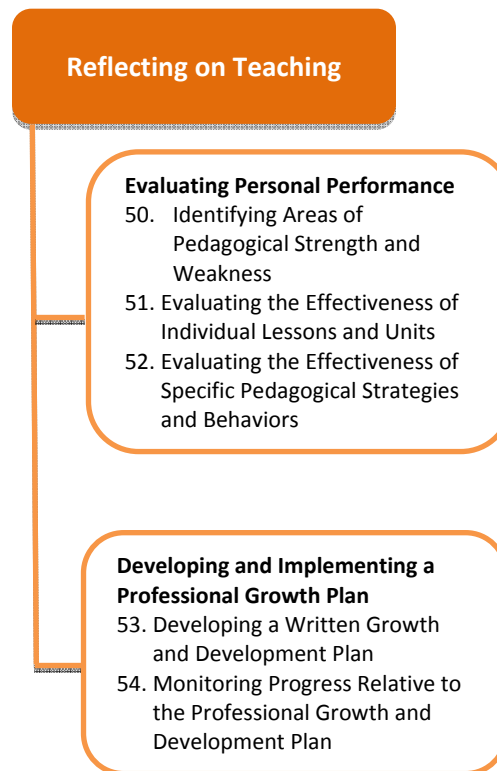 Reflecting on Teaching
Evaluating Personal Performance
50. Identifying Areas of
Pedagogical Strength and
Weakness
51. Evaluating the Effectiveness of
Individual Lessons and Units
52. Evaluating the Effectiveness of
Specific Pedagogical Strategies
and Behaviors
Developing and Implementing a
Professional Growth Plan
53. Developing a Written Growth
and Development Plan
54. Monitoring Progress Relative to
the Professional Growth and
Development Plan